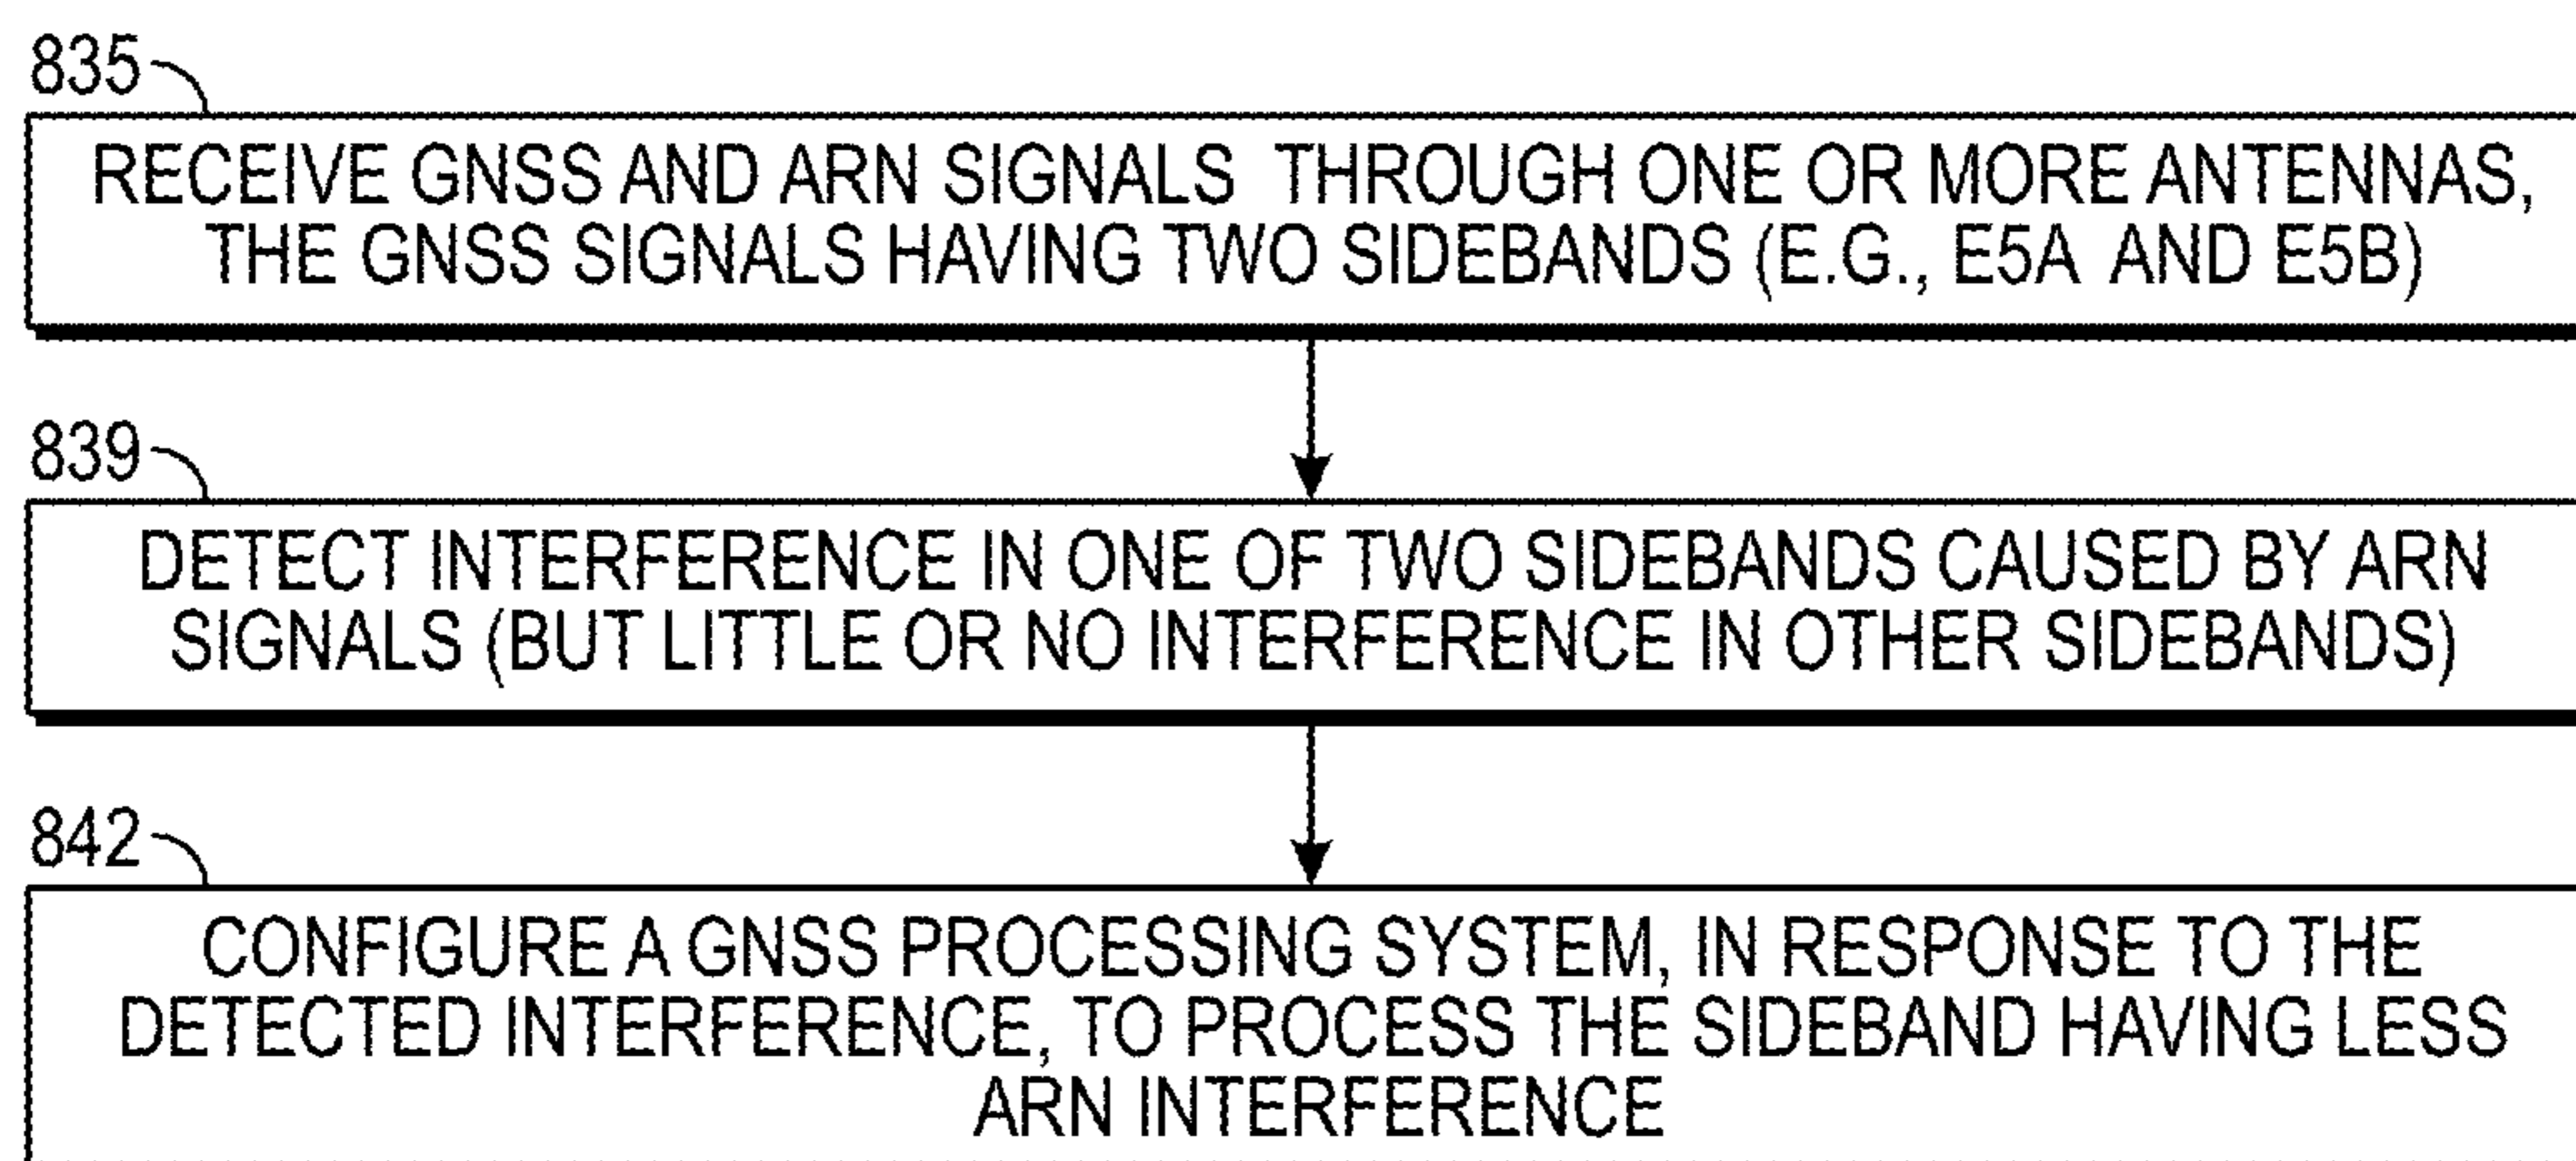 835
RECEIVE GNSS AND ARN SIGNALS THROUGH ONE OR MORE ANTENNAS,
THE GNSS SIGNALS HAVING TWO SIDEBANDS (E.G., E5A AND E5B)
839
DETECT INTERFERENCE IN ONE OF TWO SIDEBANDS CAUSED BY ARN
SIGNALS (BUT LITTLE OR NO INTERFERENCE IN OTHER SIDEBANDS)
842
CONFIGURE A GNSS PROCESSING SYSTEM, IN RESPONSE TO THE
DETECTED INTERFERENCE, TO PROCESS THE SIDEBAND HAVING LESS
ARN INTERFERENCE